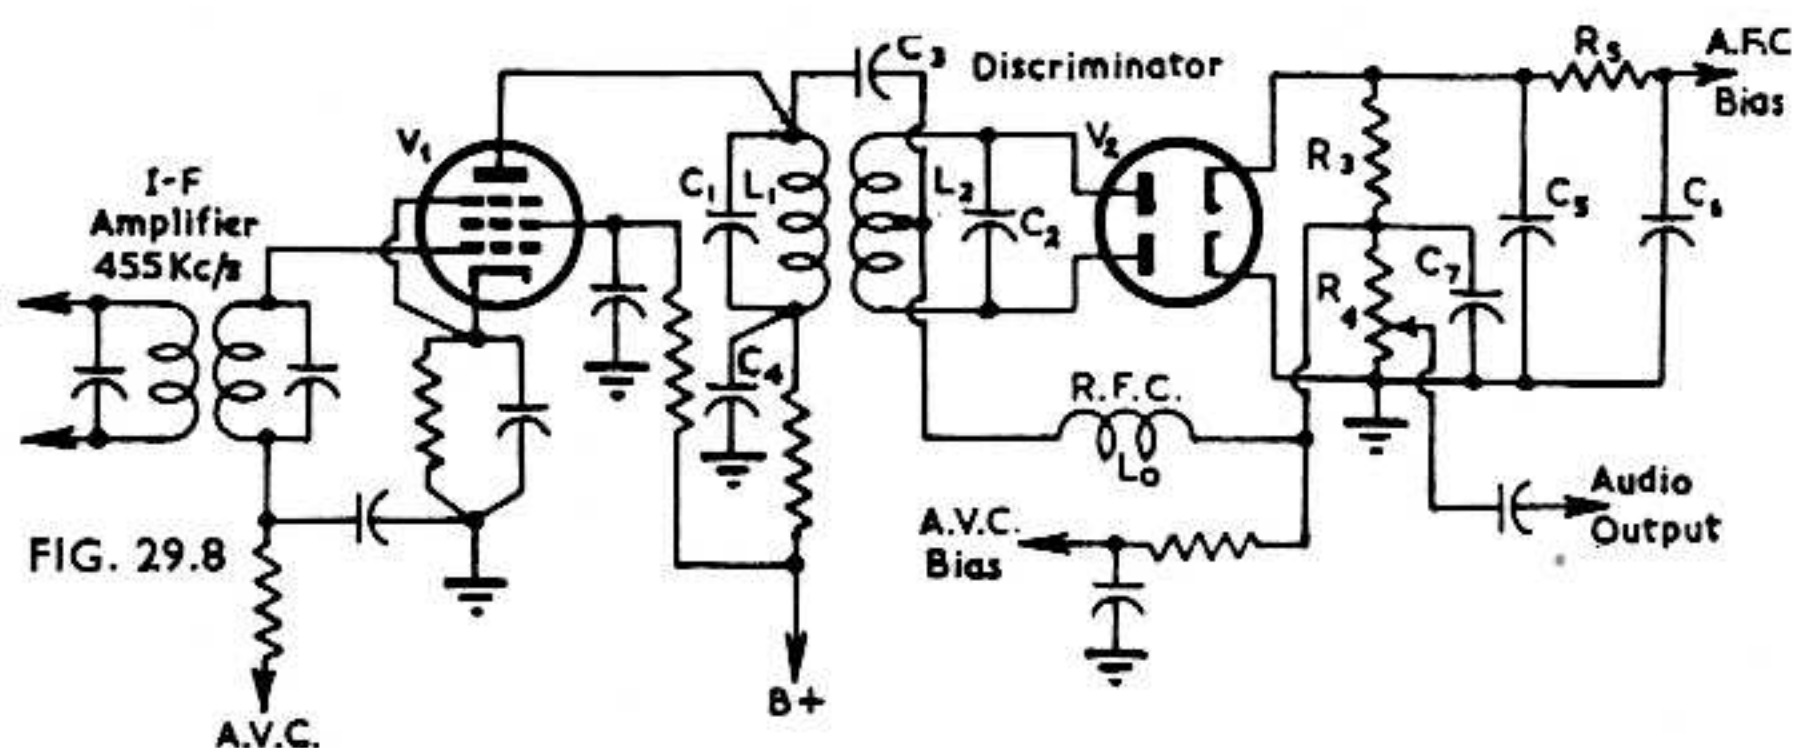 C3
Discriminator
R5
A.F.C
Bias
V1
V2
I-F
Amplifier
455Kc/s
C1
L1
L2
C2
R3
C5
C6
R4
C7
C4
R.F.C.
Lo
Audio
Output
A.V.C.
Bias
FIG. 29.8
B+
A.V.C.